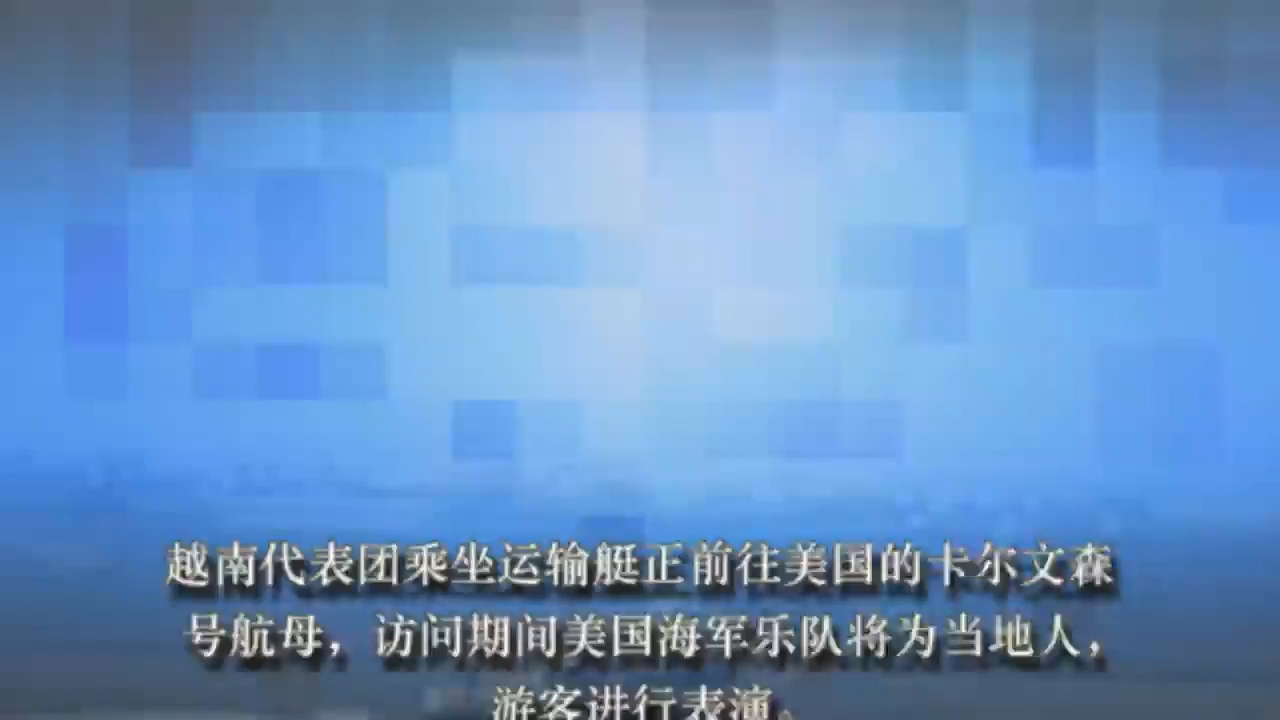 越南代表团乘坐运输艇正前往美国的卡尔文森
号航母，访问期间美国海军乐队将为当地人，
游客进行表演。